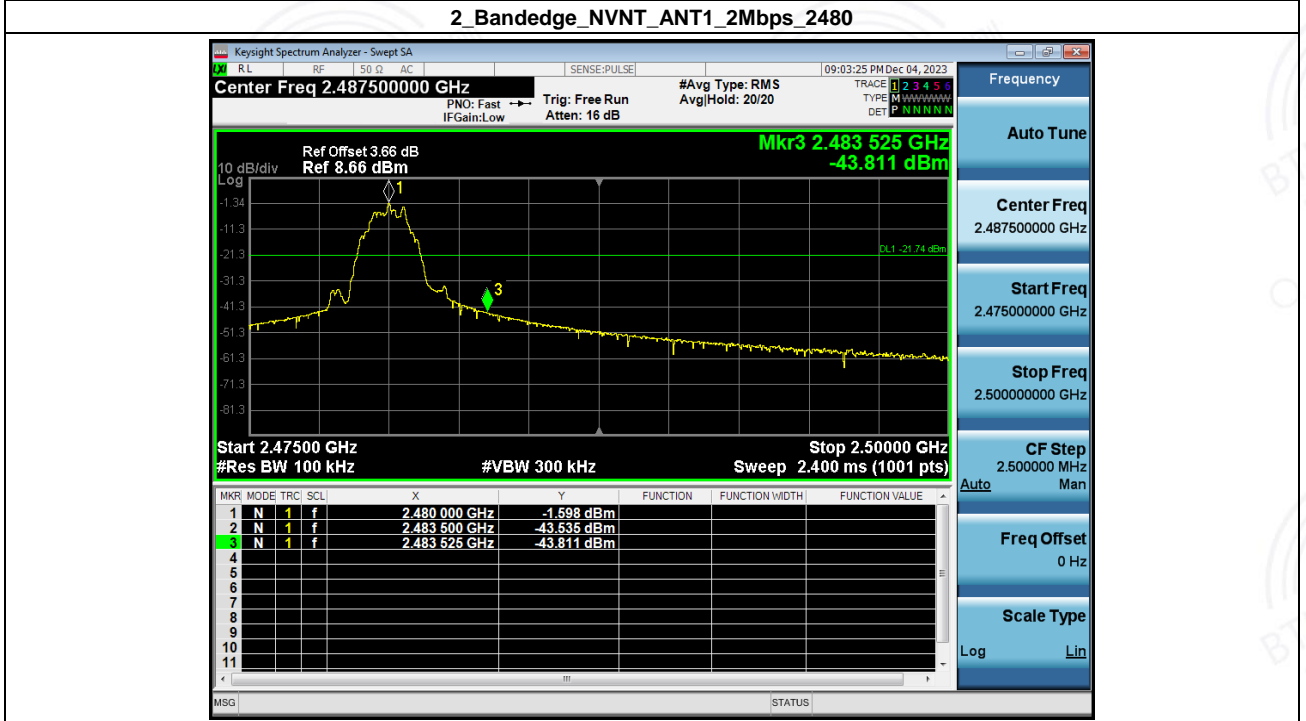 2_Bandedge_NVNT_ANT1_2Mbps_2480
Keysight Spectrum Analyzer - Swept SA
LXI RL RF 50 Ω AC SENSE:PULSE 09:03:25 PM Dec 04, 2023
Center Freq 2.487500000 GHz
PNO: Fast
IFGain:Low
Trig: Free Run
Atten: 16 dB
#Avg Type: RMS
Avg|Hold: 20/20
TRACE 1 2 3 4 5 6
TYPE M WWWWW
DET P N N N N N
Mkr3 2.483 525 GHz
-43.811 dBm
Ref Offset 3.66 dB
10 dB/div Ref 8.66 dBm
Log
1
-1.34
-11.3
-21.3
DL1 -21.74 dBm
-31.3
3
-41.3
-51.3
-61.3
-71.3
-81.3
Start 2.47500 GHz Stop 2.50000 GHz
#Res BW 100 kHz #VBW 300 kHz Sweep 2.400 ms (1001 pts)
MKR MODE TRC SCL X Y FUNCTION FUNCTION WIDTH FUNCTION VALUE
1 N 1 f 2.480 000 GHz -1.598 dBm
2 N 1 f 2.483 500 GHz -43.535 dBm
3 N 1 f 2.483 525 GHz -43.811 dBm
4
5
6
7
8
9
10
11
MSG STATUS
Frequency
Auto Tune
Center Freq
2.487500000 GHz
Start Freq
2.475000000 GHz
Stop Freq
2.500000000 GHz
CF Step
2.500000 MHz
Auto Man
Freq Offset
0 Hz
Scale Type
Log Lin